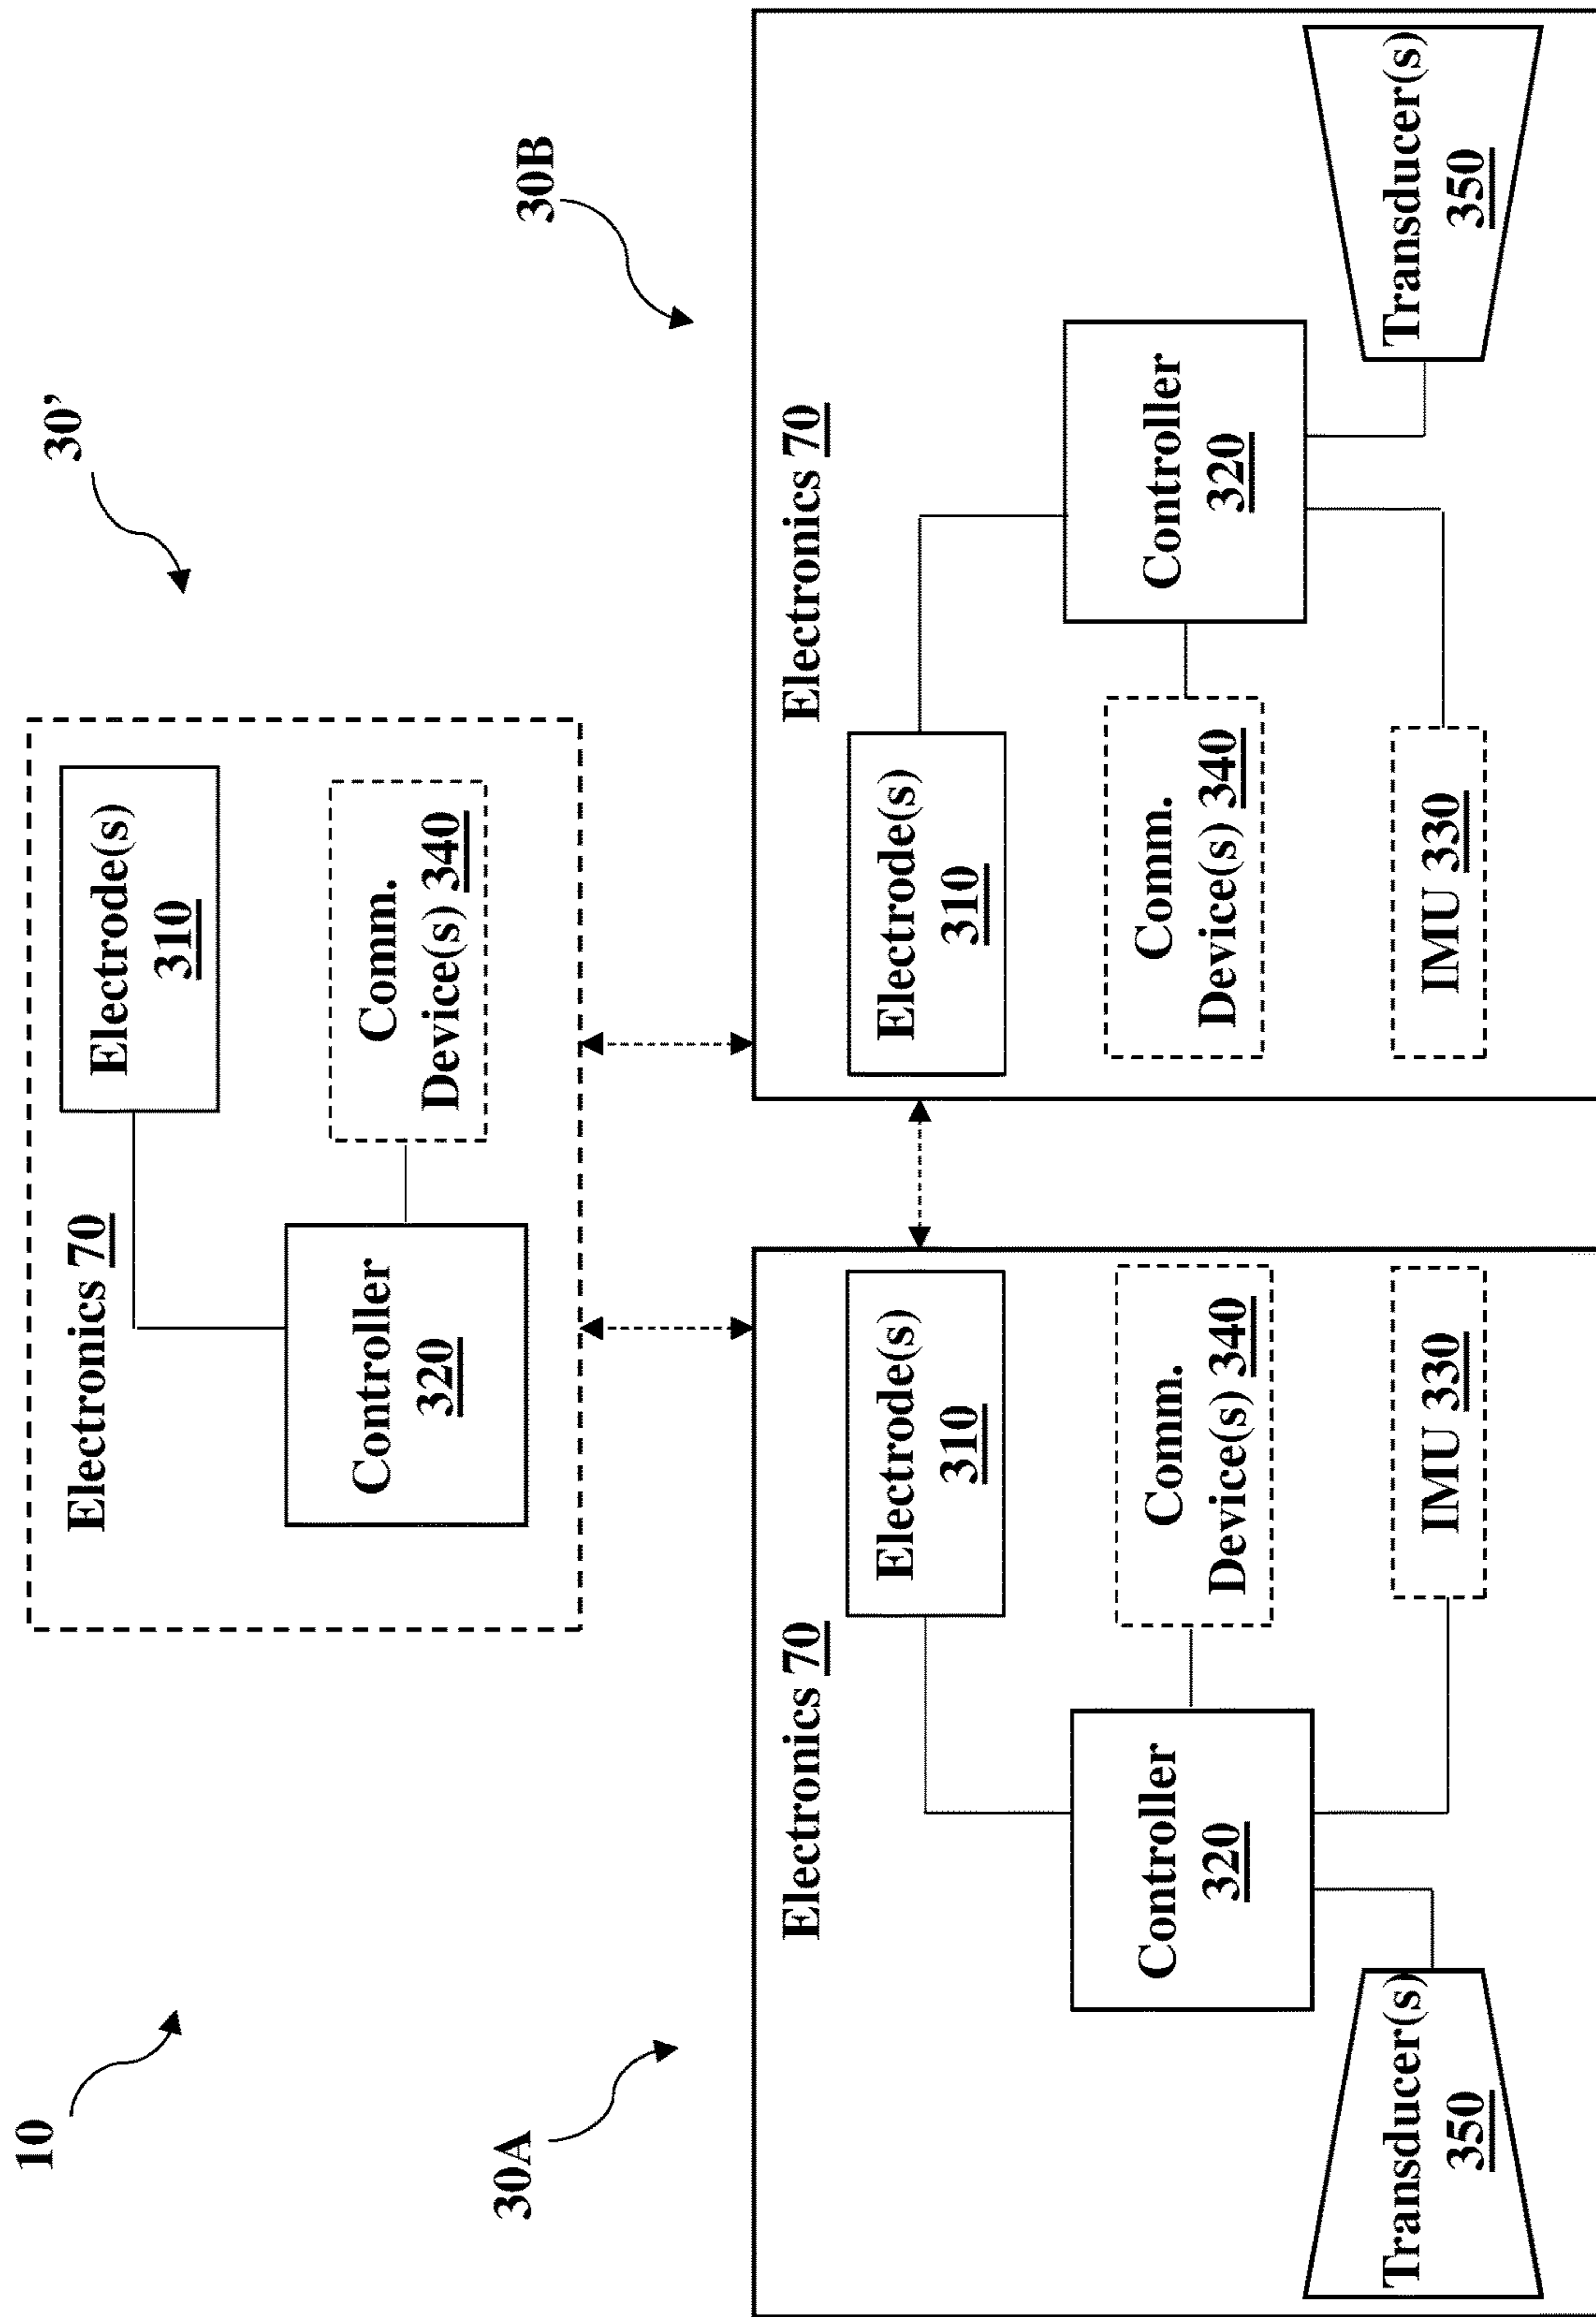 10
30’
Electronics 70
Electrode(s)
310
Controller
320
Comm.
Device(s) 340
30A
30B
Electronics 70
Electrode(s)
310
Controller
320
Comm.
Device(s) 340
IMU 330
Transducer(s)
350
Electronics 70
Electrode(s)
310
Comm.
Device(s) 340
Controller
320
IMU 330
Transducer(s)
350